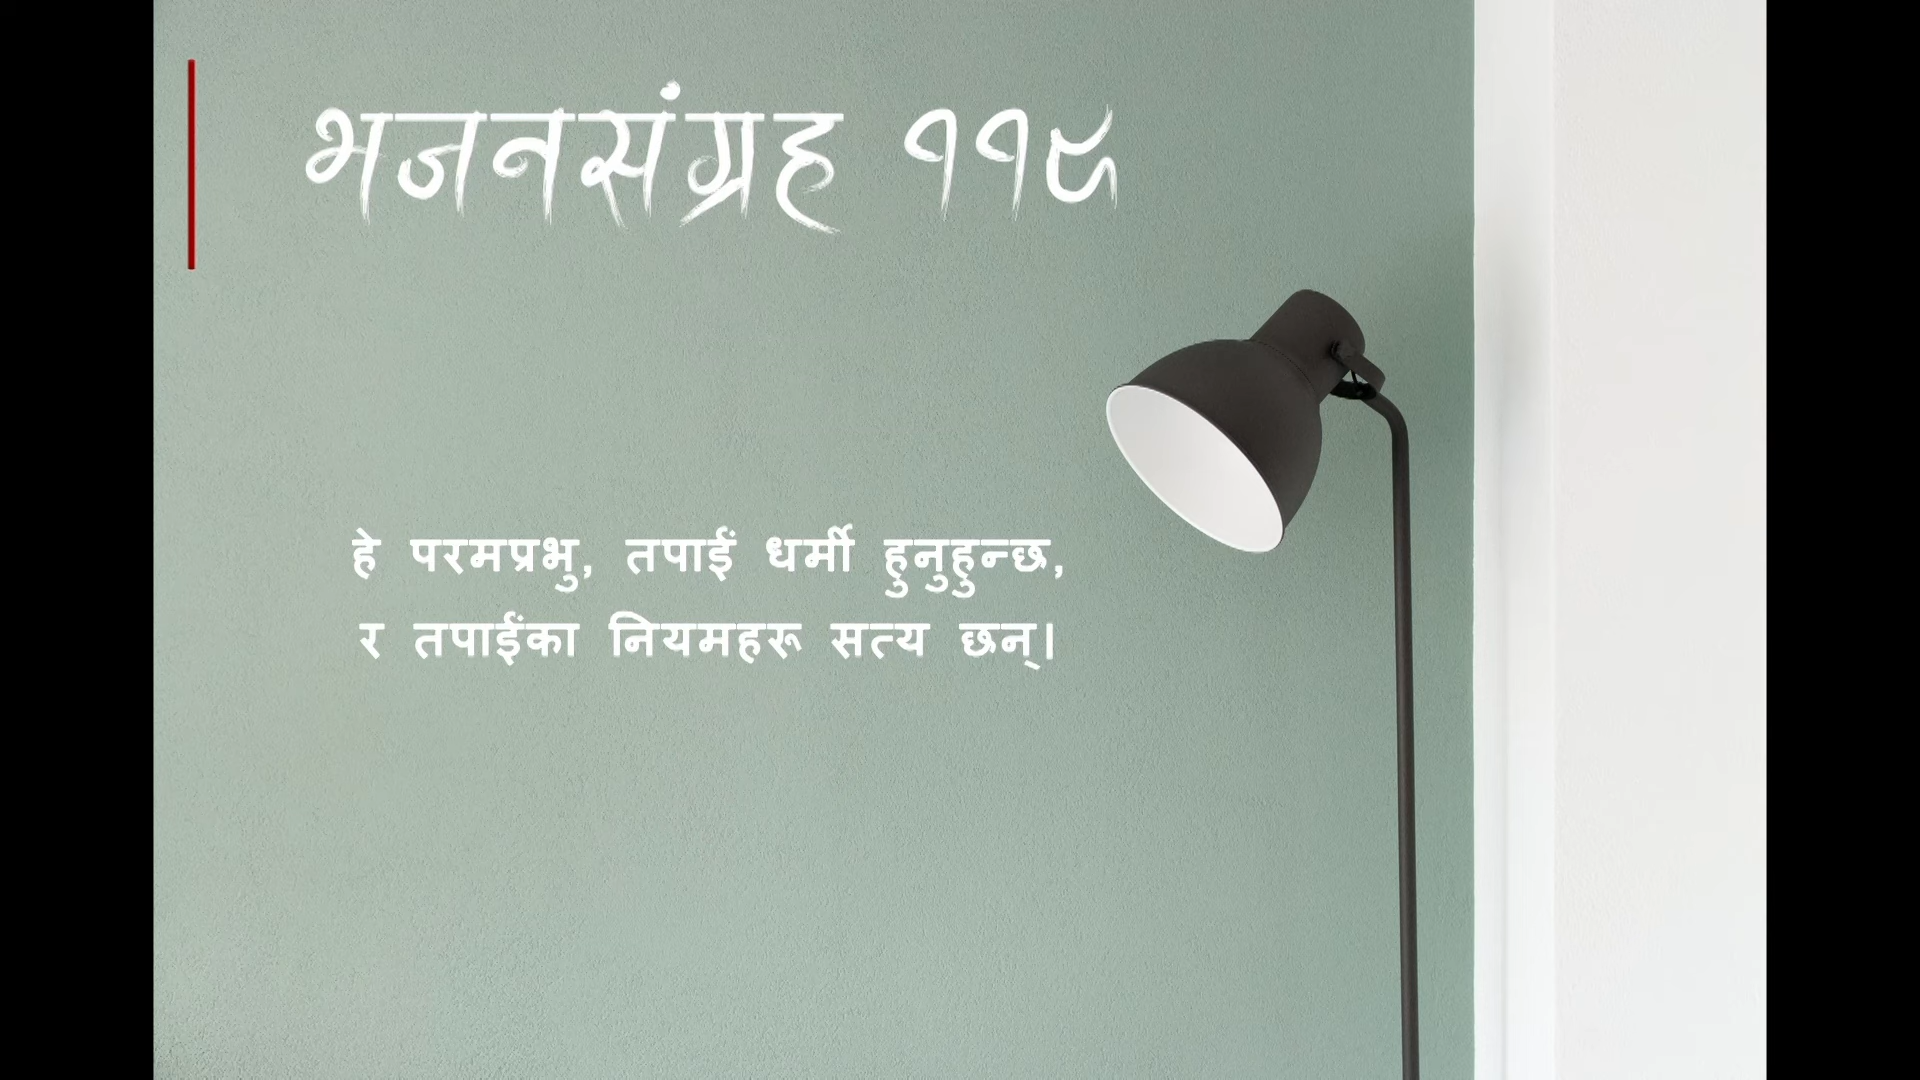 भजनसंग्रह ११९
हे परमप्रभु, तपाईं धर्मी हुनुहुन्छ,
र तपाईंका नियमहरू सत्य छन्।